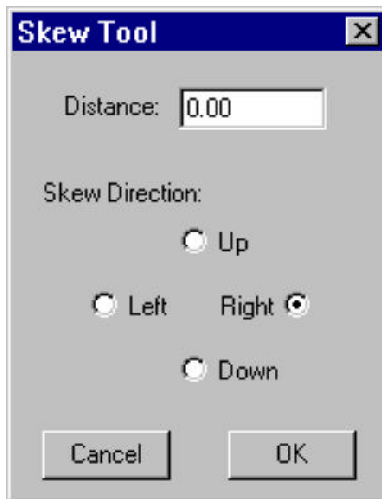 Skew Tool
Distance: 0.00
Skew Direction:
Up
Left Right
Down
Cancel OK